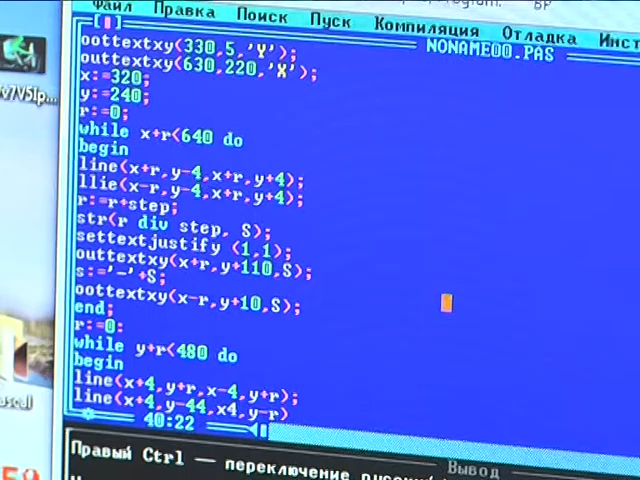 Файл Правка Поиск Пуск Компиляция Отладка Инст
NONAME00.PAS
oottextxy(330,5,'Y');
outtextxy(630,220,'X');
x:=320;
y:=240;
r:=0;
while x+r<640 do
begin
line(x+r,y-4,x+r,y+4);
llie(x-r,y-4,x+r,y+4);
r:=r+step;
str(r div step, S);
settextjustify (1,1);
outtextxy(x+r,y+110,S);
s:='-'+S;
oottextxy(x-r,y+10,S);
end;
r:=0:
while y+r<480 do
begin
line(x+4,y+r,x-4,y+r);
line(x+4,y-44,x4,y-r)
40:22
Вывод
Правый Ctrl — переключение